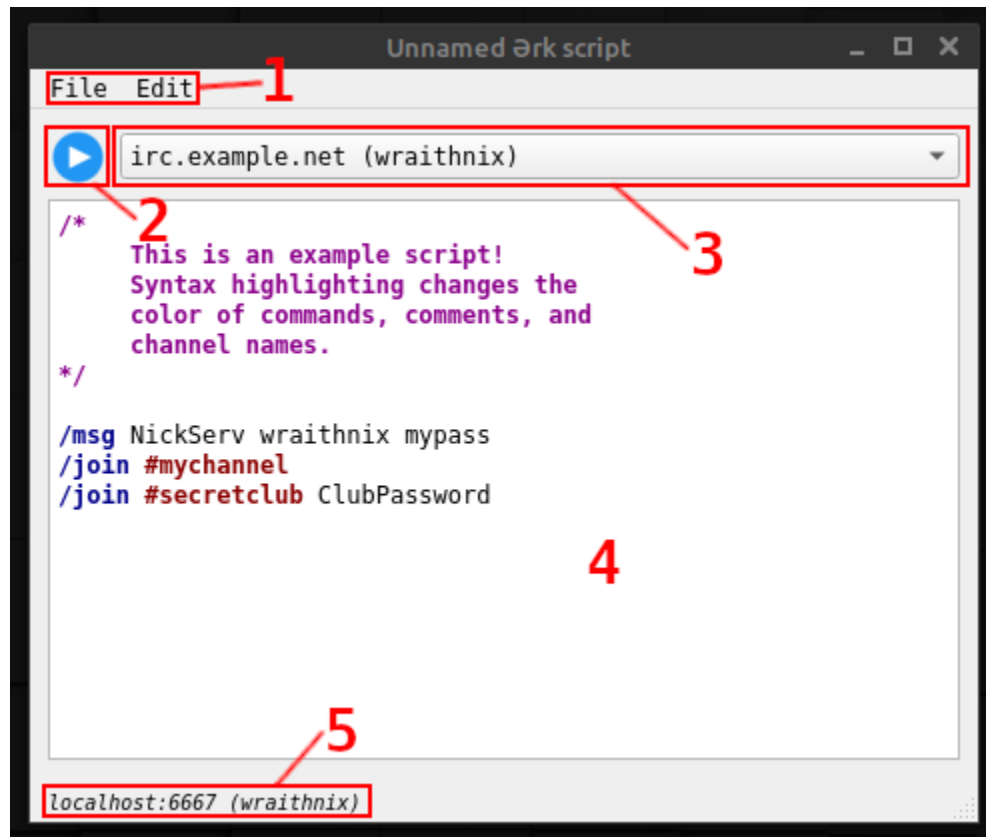 Unnamed Ərk script
File Edit
1
irc.example.net (wraithnix)
2
3
/*
This is an example script!
Syntax highlighting changes the
color of commands, comments, and
channel names.
*/
/msg NickServ wraithnix mypass
/join #mychannel
/join #secretclub ClubPassword
4
5
localhost:6667 (wraithnix)